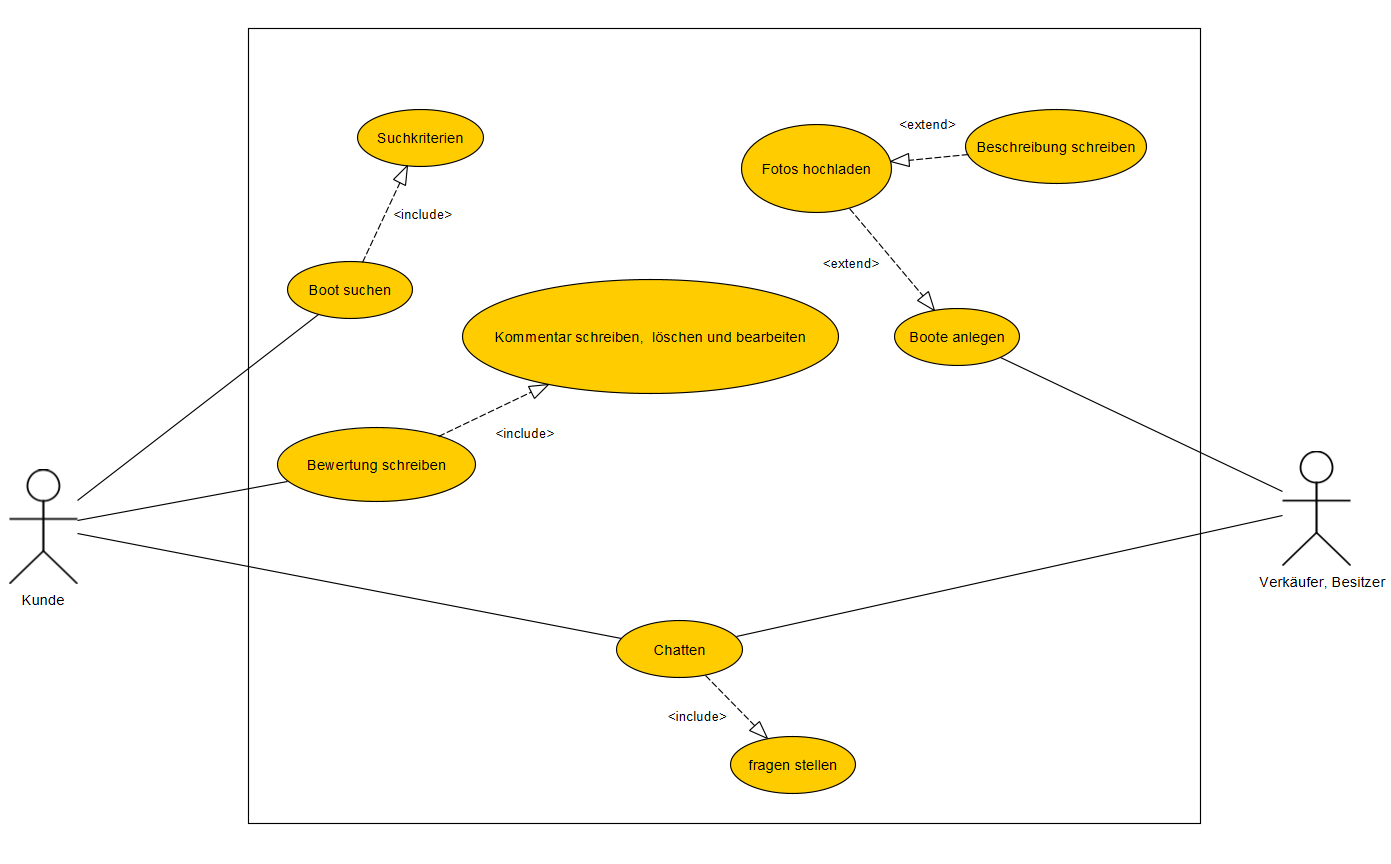 Suchkriterien
<extend>
Beschreibung schreiben
Fotos hochladen
<include>
<extend>
Boot suchen
Kommentar schreiben,  löschen und bearbeiten
Boote anlegen
<include>
Bewertung schreiben
Kunde
Verkäufer, Besitzer
Chatten
<include>
fragen stellen